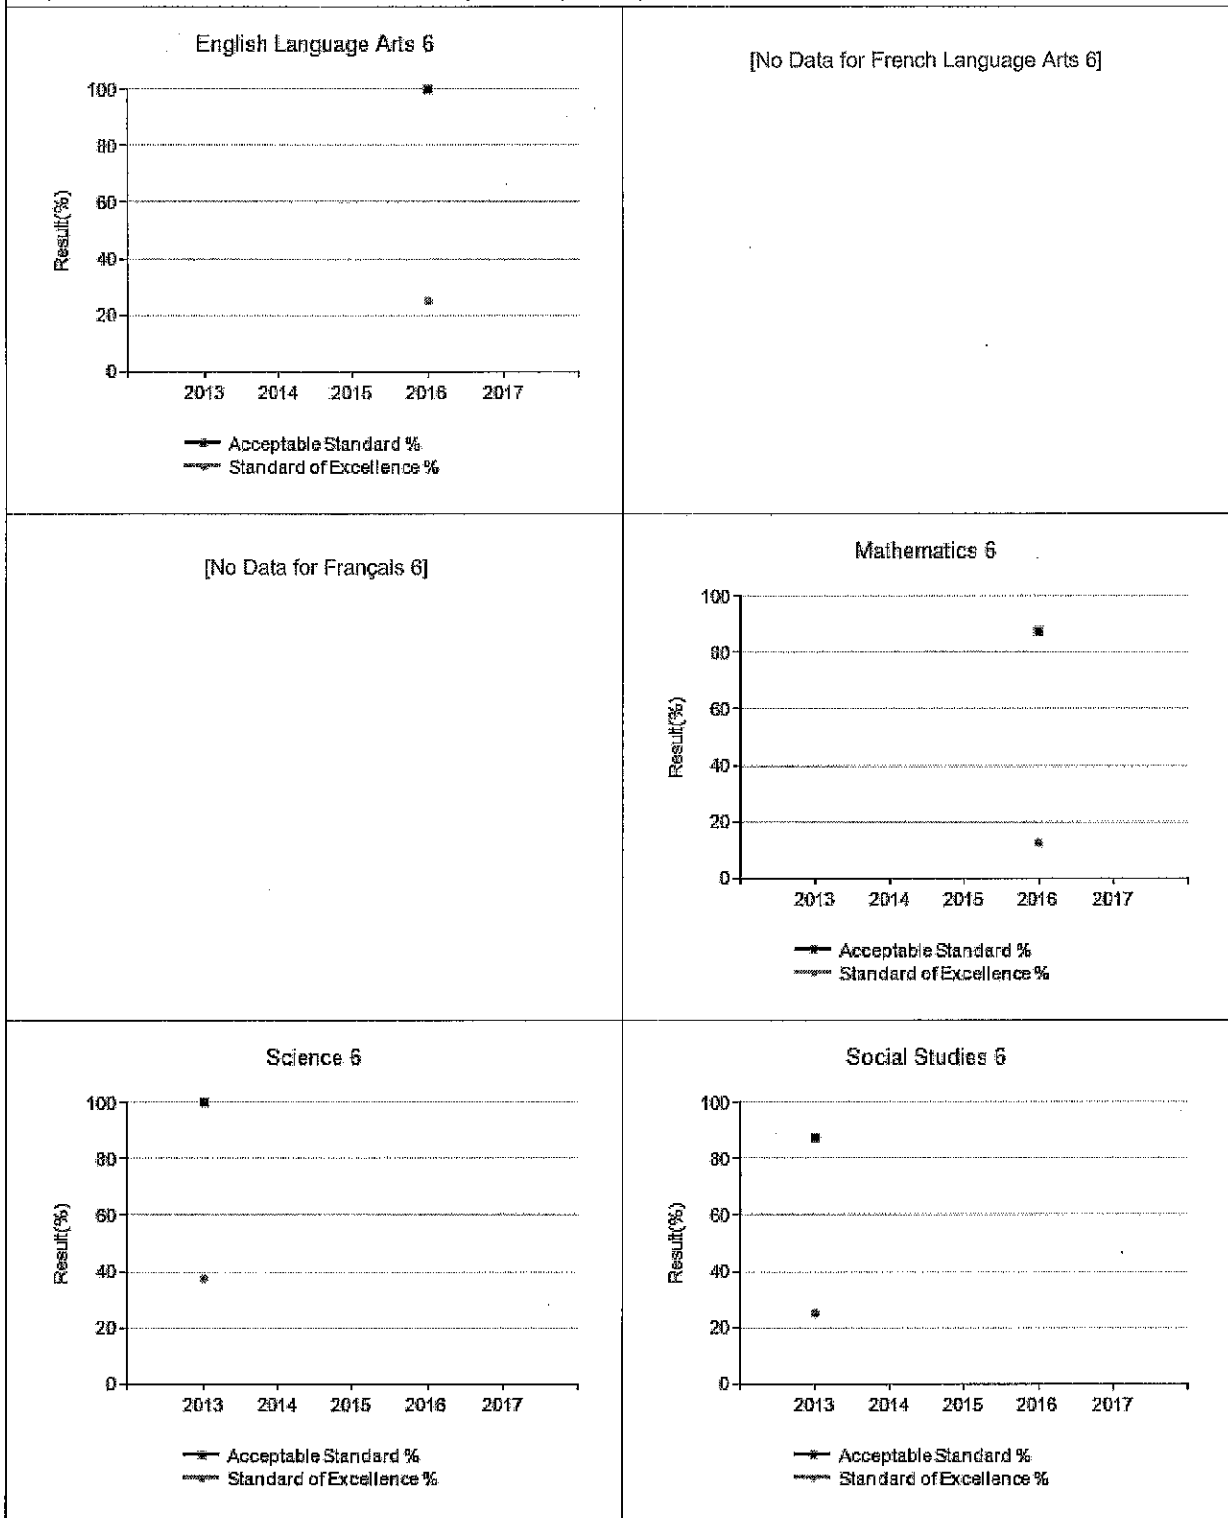 English Language Arts 6
100
80
60
40
20
0
Result(%)
2013 2014 2015 2016 2017
Acceptable Standard %
Standard of Excellence %
[No Data for French Language Arts 6]
[No Data for Français 6]
Mathematics 6
100
80
60
40
20
0
Result(%)
2013 2014 2015 2016 2017
Acceptable Standard %
Standard of Excellence %
Science 6
100
80
60
40
20
0
Result(%)
2013 2014 2015 2016 2017
Acceptable Standard %
Standard of Excellence %
Social Studies 6
100
80
60
40
20
0
Result(%)
2013 2014 2015 2016 2017
Acceptable Standard %
Standard of Excellence %